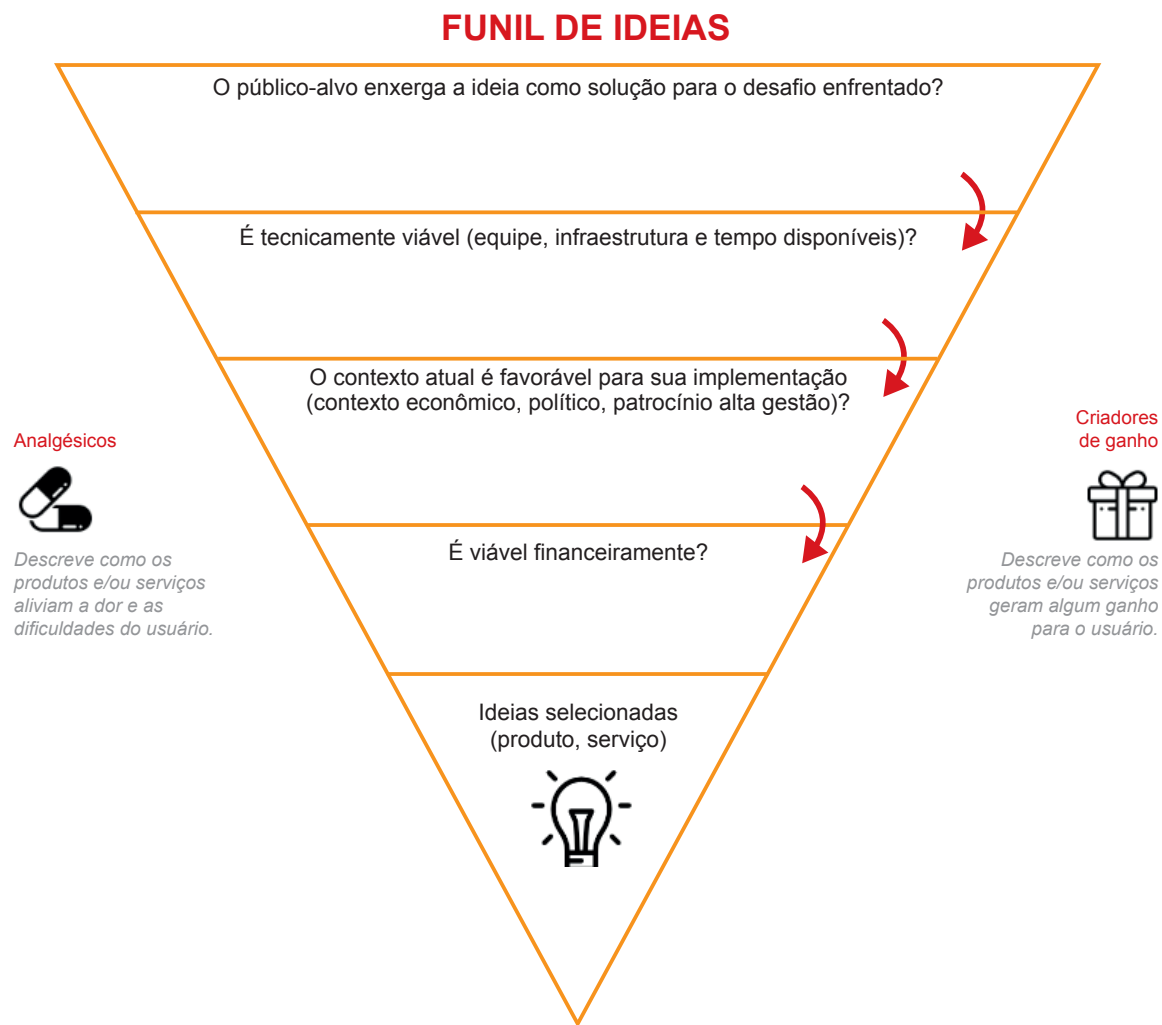 FUNIL DE IDEIAS
O público-alvo enxerga a ideia como solução para o desafio enfrentado?
É tecnicamente viável (equipe, infraestrutura e tempo disponíveis)?
O contexto atual é favorável para sua implementação
(contexto econômico, político, patrocínio alta gestão)?
Analgésicos
Descreve como os
produtos e/ou serviços
aliviam a dor e as
dificuldades do usuário.
Criadores
de ganho
Descreve como os
produtos e/ou serviços
geram algum ganho
para o usuário.
É viável financeiramente?
Ideias selecionadas
(produto, serviço)